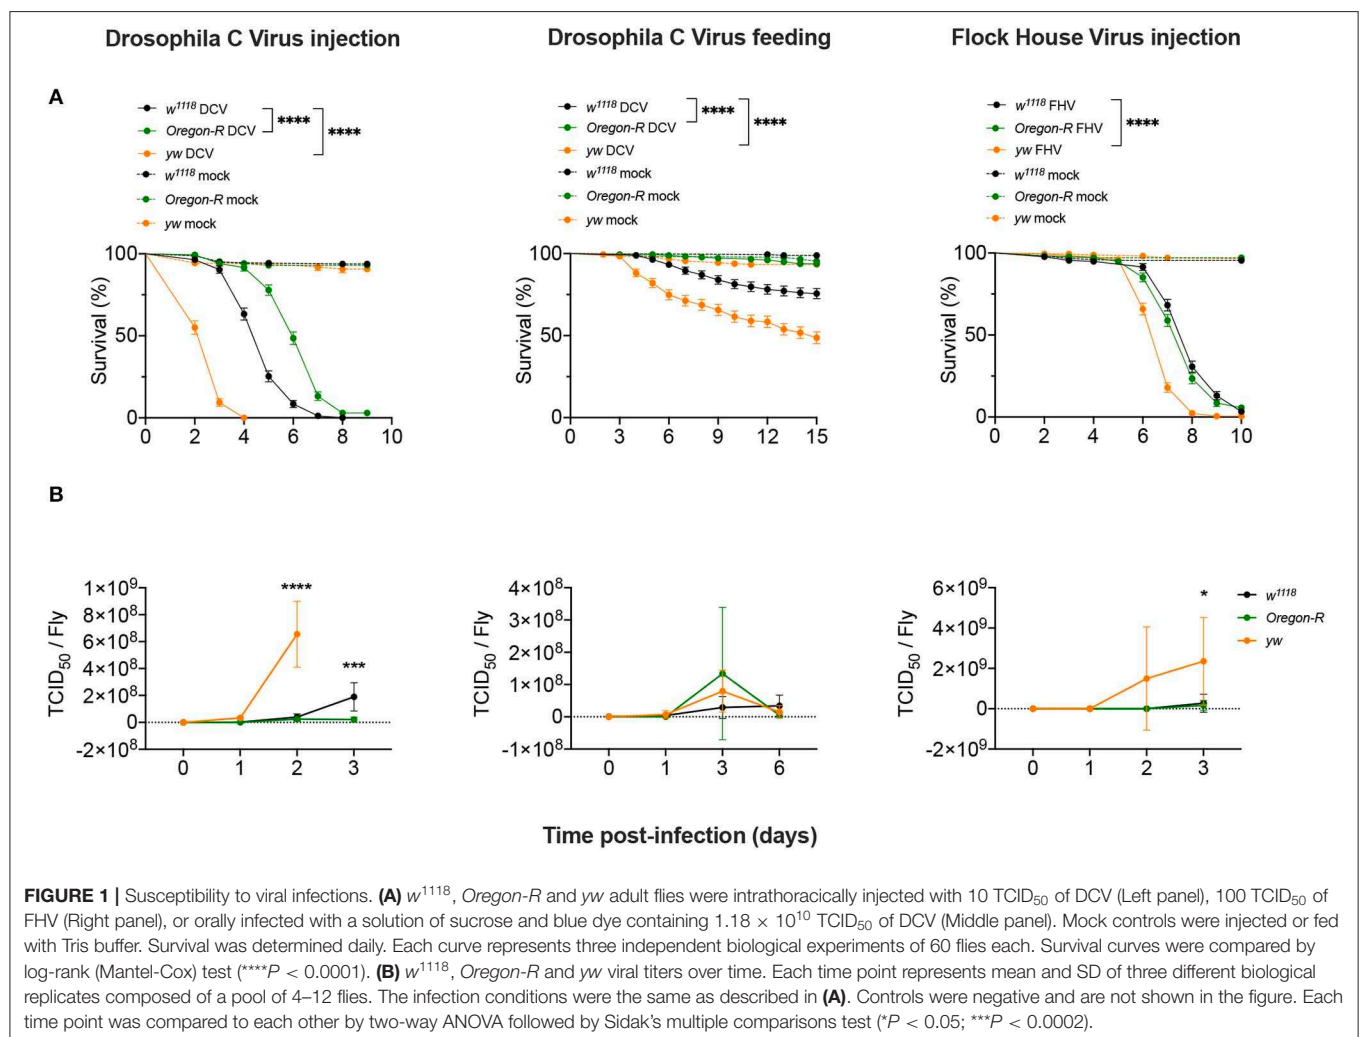 Drosophila C Virus injection
Drosophila C Virus feeding
Flock House Virus injection
A
w1118 DCV
Oregon-R DCV
yw DCV
w1118 mock
Oregon-R mock
yw mock
****
****
w1118 DCV
Oregon-R DCV
yw DCV
w1118 mock
Oregon-R mock
yw mock
****
****
w1118 FHV
Oregon-R FHV
yw FHV
w1118 mock
Oregon-R mock
yw mock
****
Survival (%)
100
50
0
0 2 4 6 8 10
Survival (%)
100
50
0
0 3 6 9 12 15
Survival (%)
100
50
0
0 2 4 6 8 10
B
TCID50 / Fly
1×10⁹
8×10⁸
6×10⁸
4×10⁸
2×10⁸
0
-2×10⁸
****
***
0 1 2 3
TCID50 / Fly
4×10⁸
3×10⁸
2×10⁸
1×10⁸
0
-1×10⁸
0 1 3 6
TCID50 / Fly
6×10⁹
4×10⁹
2×10⁹
0
-2×10⁹
*
0 1 2 3
w1118
Oregon-R
yw
Time post-infection (days)
FIGURE 1 | Susceptibility to viral infections. (A) w1118, Oregon-R and yw adult flies were intrathoracically injected with 10 TCID50 of DCV (Left panel), 100 TCID50 of
FHV (Right panel), or orally infected with a solution of sucrose and blue dye containing 1.18 × 10¹⁰ TCID50 of DCV (Middle panel). Mock controls were injected or fed
with Tris buffer. Survival was determined daily. Each curve represents three independent biological experiments of 60 flies each. Survival curves were compared by
log-rank (Mantel-Cox) test (****P < 0.0001). (B) w1118, Oregon-R and yw viral titers over time. Each time point represents mean and SD of three different biological
replicates composed of a pool of 4–12 flies. The infection conditions were the same as described in (A). Controls were negative and are not shown in the figure. Each
time point was compared to each other by two-way ANOVA followed by Sidak's multiple comparisons test (*P < 0.05; ***P < 0.0002).